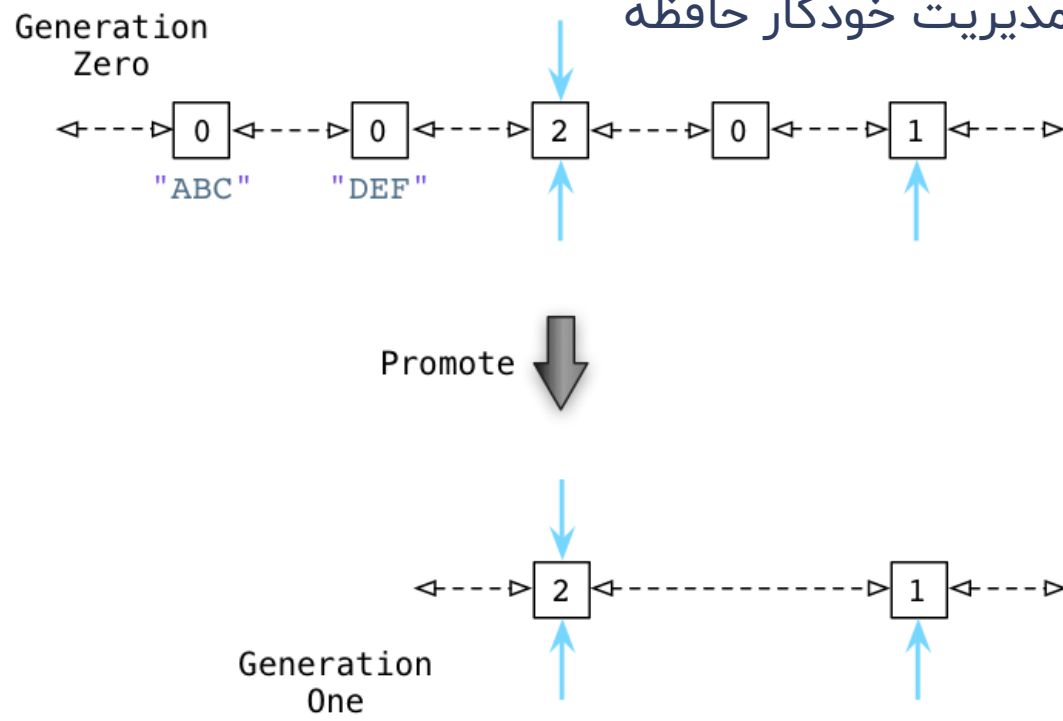 مدیریت خودکار حافظه
Generation
Zero
0 0 2 0 1
"ABC" "DEF"
Promote
2 1
Generation
One